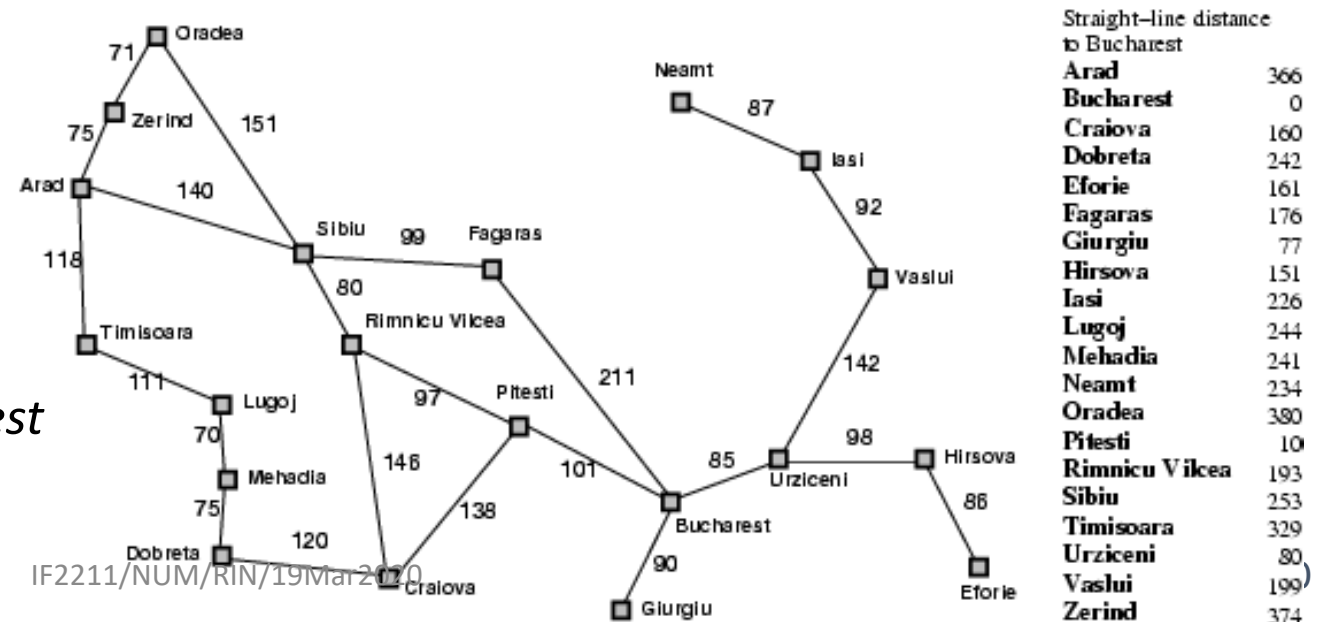 Oradea
71
Neamt
Zerind
87
75
151
Iasi
Arad
140
92
Sibiu
99
Fagaras
118
Vaslui
80
Timisoara
Rimnicu Vilcea
142
111
211
Lugoj
97
Pitesti
est
70
98
Hirsova
146
85
Mehadia
101
Urziceni
86
75
138
Bucharest
120
Dobreta
90
IF2211/NUM/RIN/19Mar2020
Craiova
Eforie
Giurgiu
Straight–line distance
to Bucharest
Arad 366
Bucharest 0
Craiova 160
Dobreta 242
Eforie 161
Fagaras 176
Giurgiu 77
Hirsova 151
Iasi 226
Lugoj 244
Mehadia 241
Neamt 234
Oradea 380
Pitesti 10
Rimnicu Vilcea 193
Sibiu 253
Timisoara 329
Urziceni 80
Vaslui 199
Zerind 374